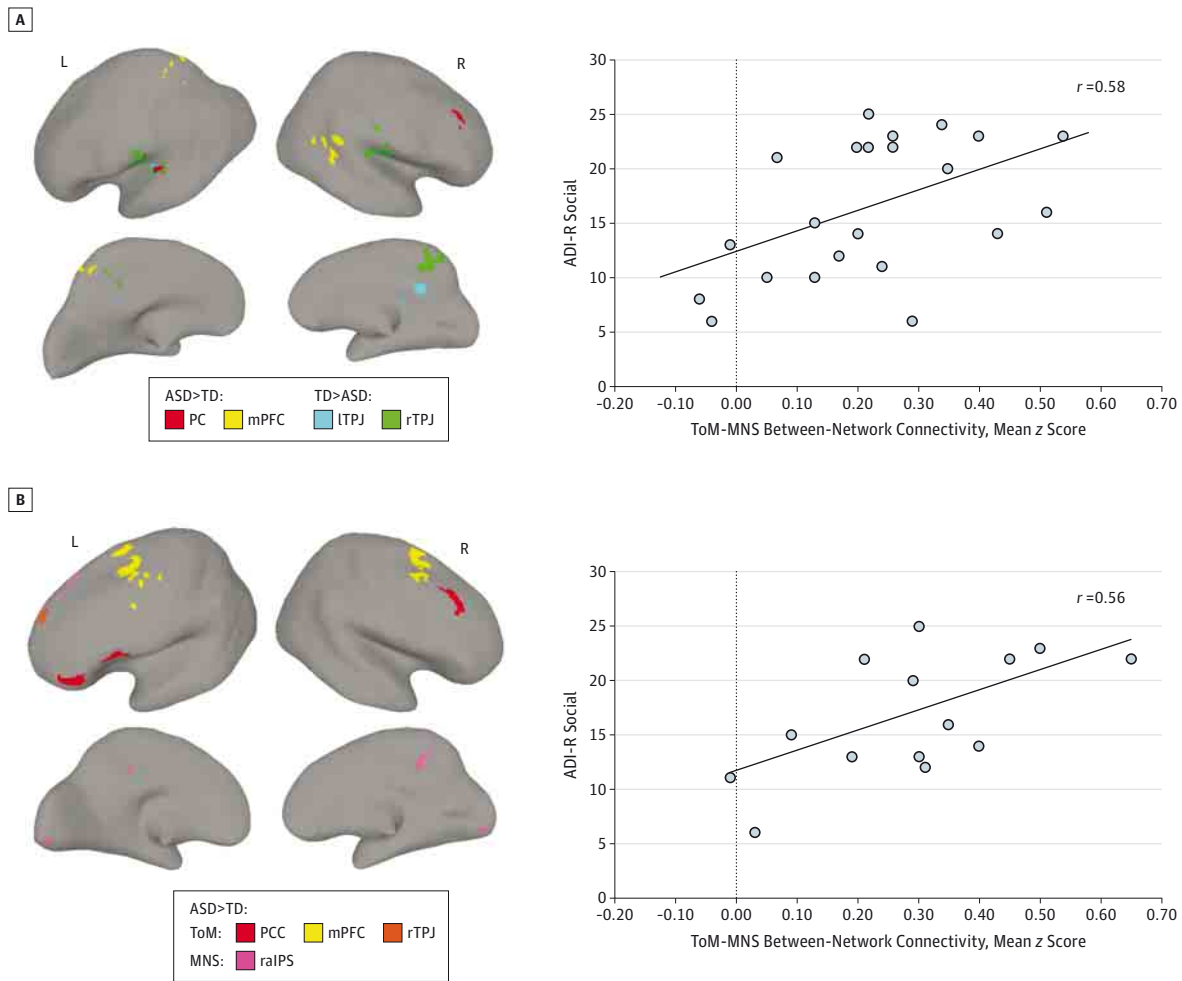 A
L
R
ASD>TD:
TD>ASD:
PC
mPFC
lTPJ
rTPJ
30
25
20
15
10
5
0
ADI-R Social
r=0.58
-0.20
-0.10
0.00
0.10
0.20
0.30
0.40
0.50
0.60
0.70
ToM-MNS Between-Network Connectivity, Mean z Score
B
L
R
ASD>TD:
ToM:
PCC
mPFC
rTPJ
MNS:
raIPS
30
25
20
15
10
5
0
ADI-R Social
r=0.56
-0.20
-0.10
0.00
0.10
0.20
0.30
0.40
0.50
0.60
0.70
ToM-MNS Between-Network Connectivity, Mean z Score